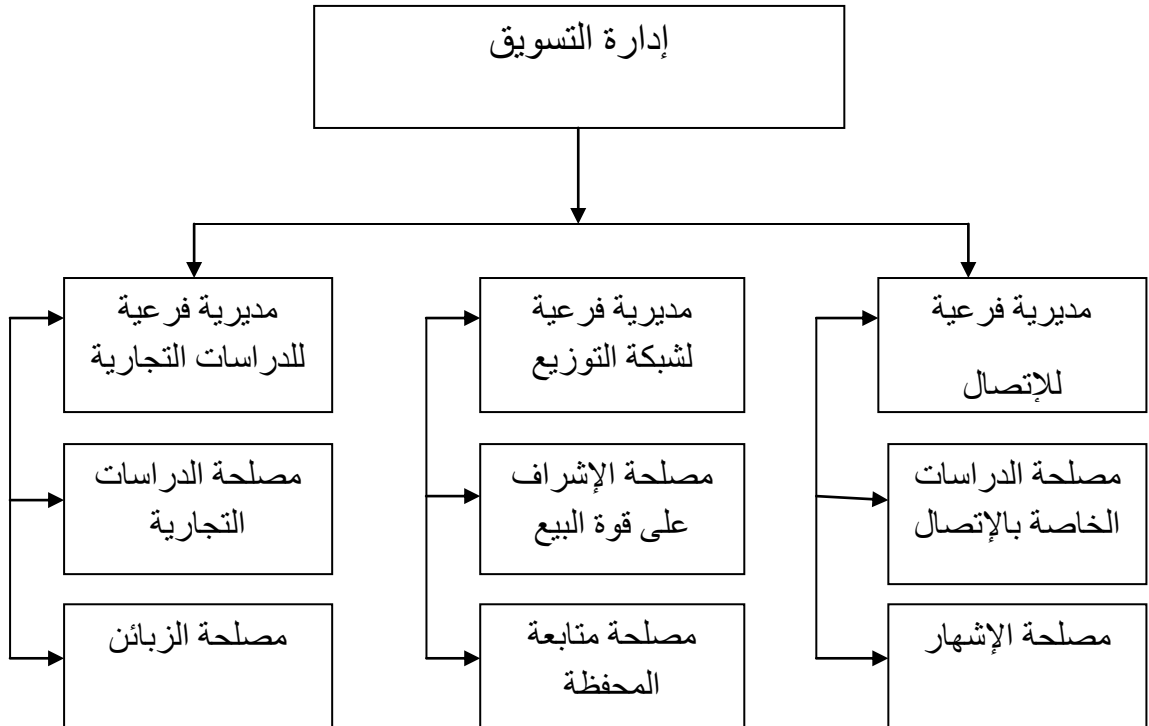 إدارة التسويق
مديرية فرعية
للإتصال
مديرية فرعية
لشبكة التوزيع
مديرية فرعية
للدراسات التجارية
مصلحة الدراسات
الخاصة بالإتصال
مصلحة الإشراف
على قوة البيع
مصلحة الدراسات
التجارية
مصلحة الإشهار
مصلحة متابعة
المحفظة
مصلحة الزبائن